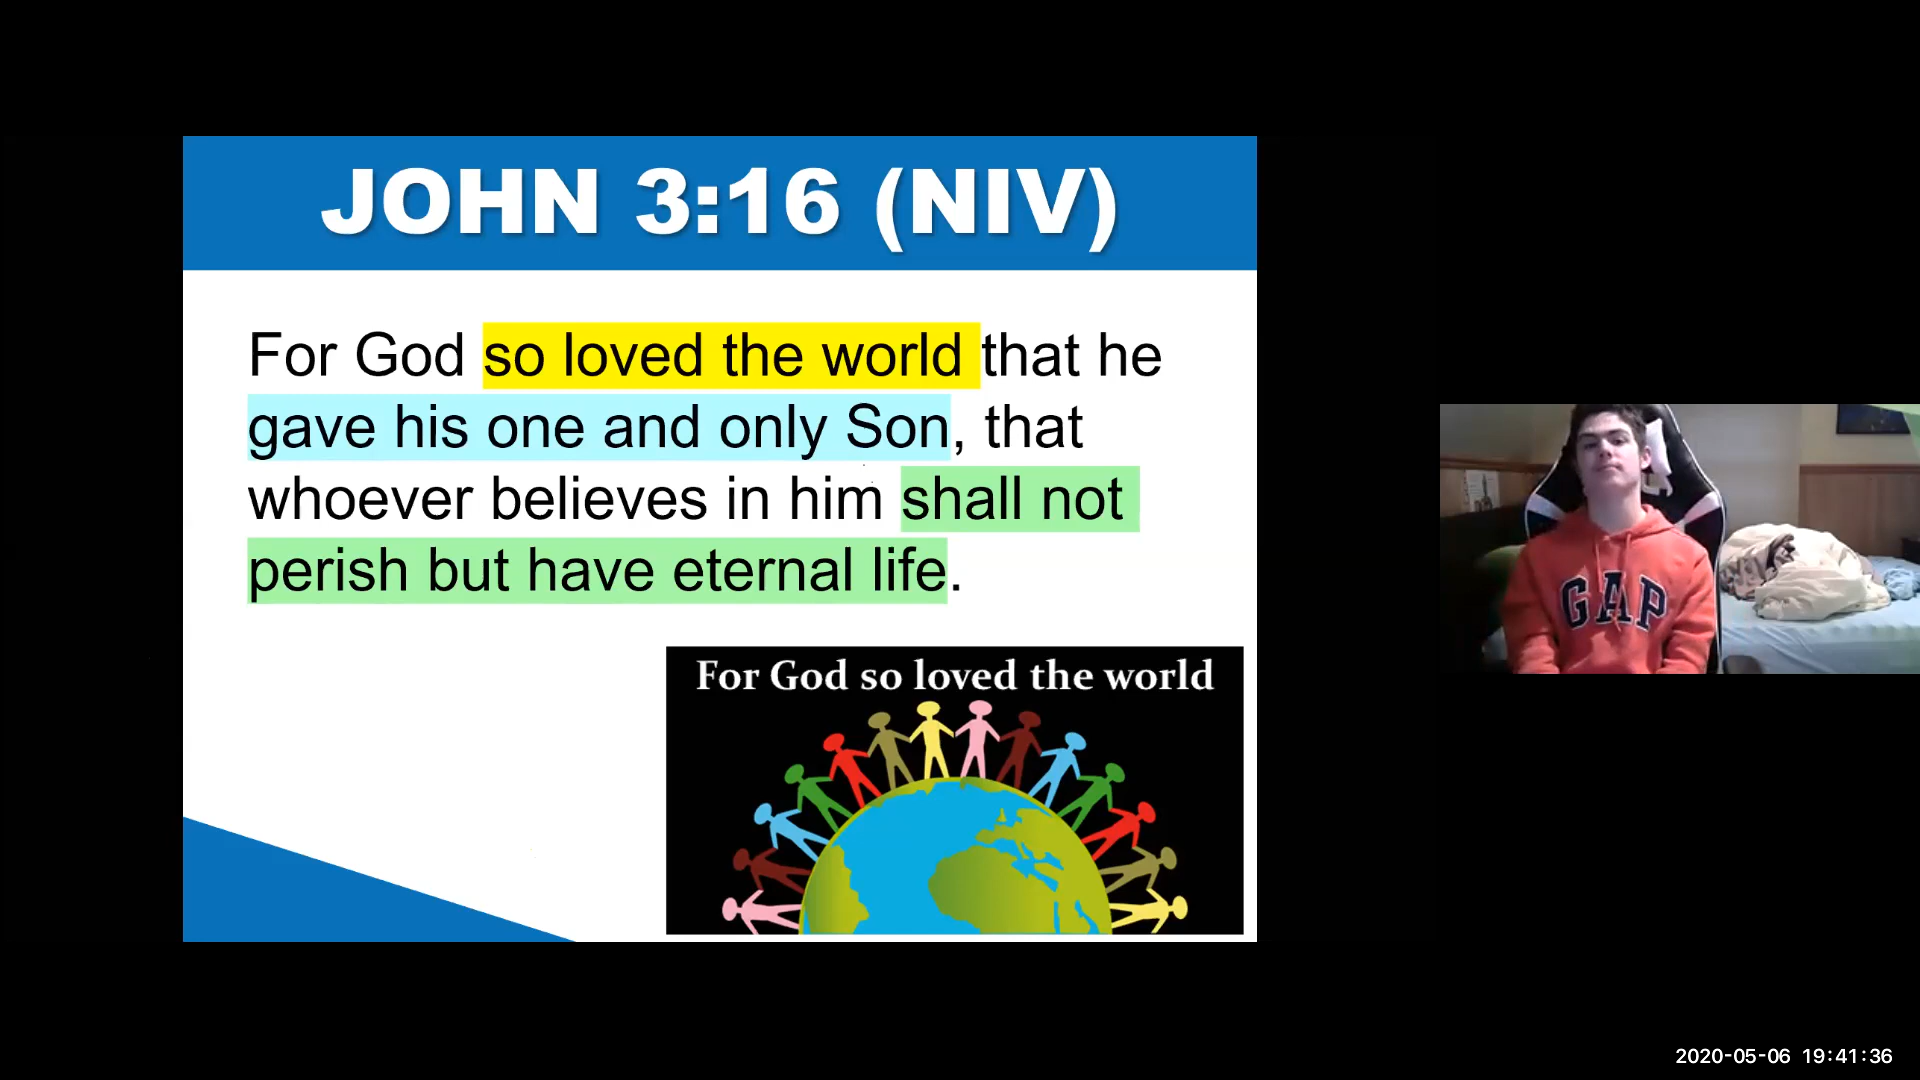 JOHN 3:16 (NIV)
For God so loved the world that he
gave his one and only Son, that
whoever believes in him shall not
perish but have eternal life.
For God so loved the world
GAP
2020-05-06 19:41:36